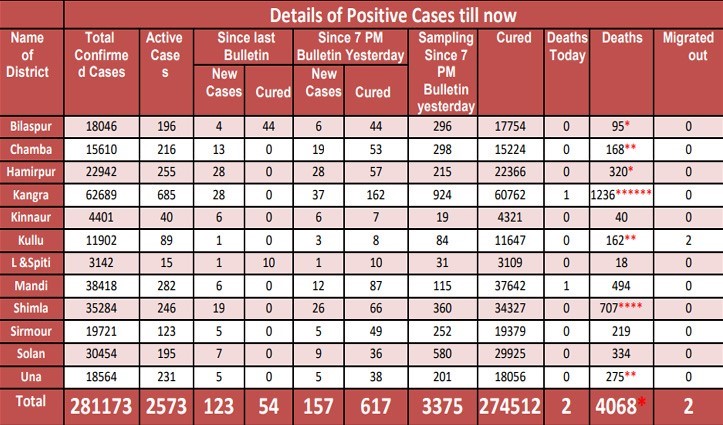 Details of Positive Cases till now
Name of District | Total Confirme d Cases | Active Case s | Since last Bulletin | Since 7 PM Bulletin Yesterday | Sampling Since 7 PM Bulletin yesterday | Cured | Deaths Today | Deaths | Migrated out
New Cases | Cured | New Cases | Cured
Bilaspur 18046 196 4 44 6 44 296 17754 0 95* 0
Chamba 15610 216 13 0 19 53 298 15224 0 168** 0
Hamirpur 22942 255 28 0 28 57 215 22366 0 320* 0
Kangra 62689 685 28 0 37 162 924 60762 1 1236****** 0
Kinnaur 4401 40 6 0 6 7 19 4321 0 40 0
Kullu 11902 89 1 0 3 8 84 11647 0 162** 2
L &Spiti 3142 15 1 10 1 10 31 3109 0 18 0
Mandi 38418 282 6 0 12 87 115 37642 1 494 0
Shimla 35284 246 19 0 26 66 360 34327 0 707**** 0
Sirmour 19721 123 5 0 5 49 252 19379 0 219 0
Solan 30454 195 7 0 9 36 580 29925 0 334 0
Una 18564 231 5 0 5 38 201 18056 0 275** 0
Total 281173 2573 123 54 157 617 3375 274512 2 4068* 2